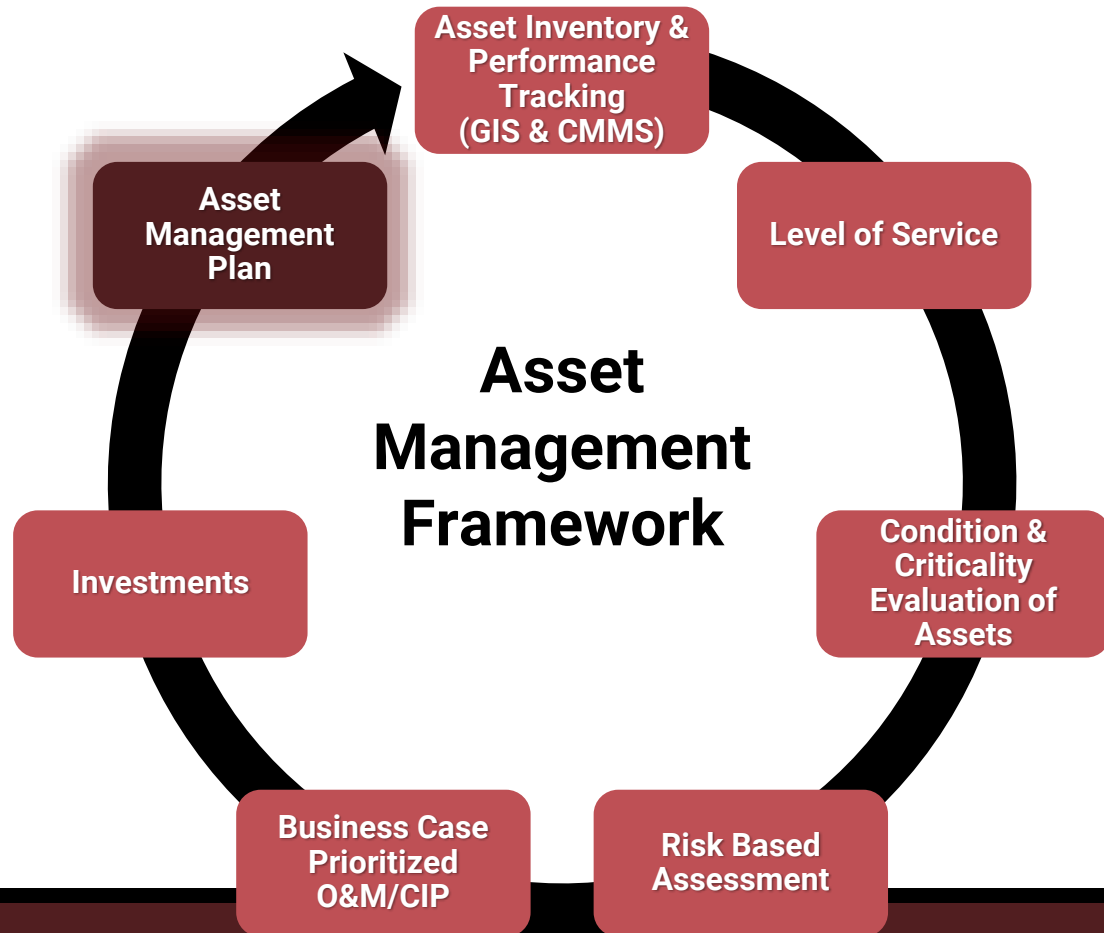 Asset Inventory &
Performance
Tracking
(GIS & CMMS)
Level of Service
Condition &
Criticality
Evaluation of
Assets
Risk Based
Assessment
Business Case
Prioritized
O&M/CIP
Investments
Asset
Management
Plan
Asset
Management
Framework